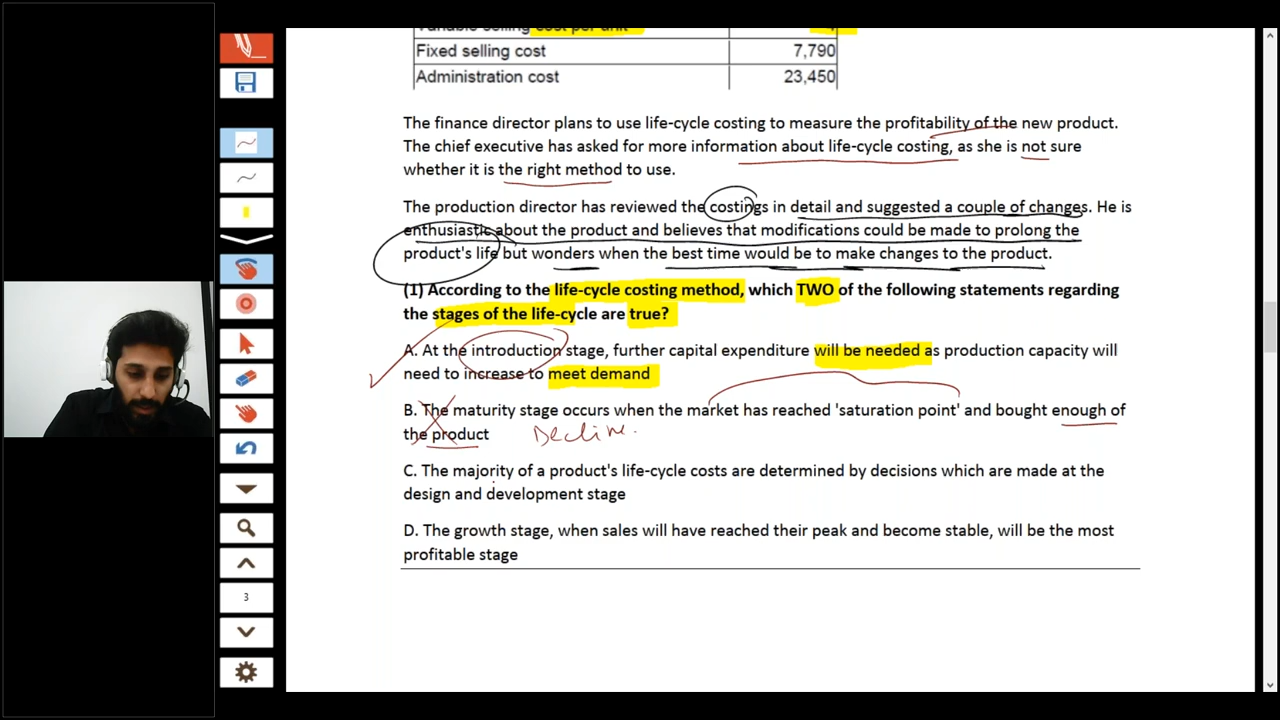 Variable selling cost per unit 4
Fixed selling cost 7,790
Administration cost 23,450
The finance director plans to use life-cycle costing to measure the profitability of the new product.
The chief executive has asked for more information about life-cycle costing, as she is not sure
whether it is the right method to use.
The production director has reviewed the costings in detail and suggested a couple of changes. He is
enthusiastic about the product and believes that modifications could be made to prolong the
product's life but wonders when the best time would be to make changes to the product.
(1) According to the life-cycle costing method, which TWO of the following statements regarding
the stages of the life-cycle are true?
A. At the introduction stage, further capital expenditure will be needed as production capacity will
need to increase to meet demand
B. The maturity stage occurs when the market has reached 'saturation point' and bought enough of
the product Decline.
C. The majority of a product's life-cycle costs are determined by decisions which are made at the
design and development stage
D. The growth stage, when sales will have reached their peak and become stable, will be the most
profitable stage
3